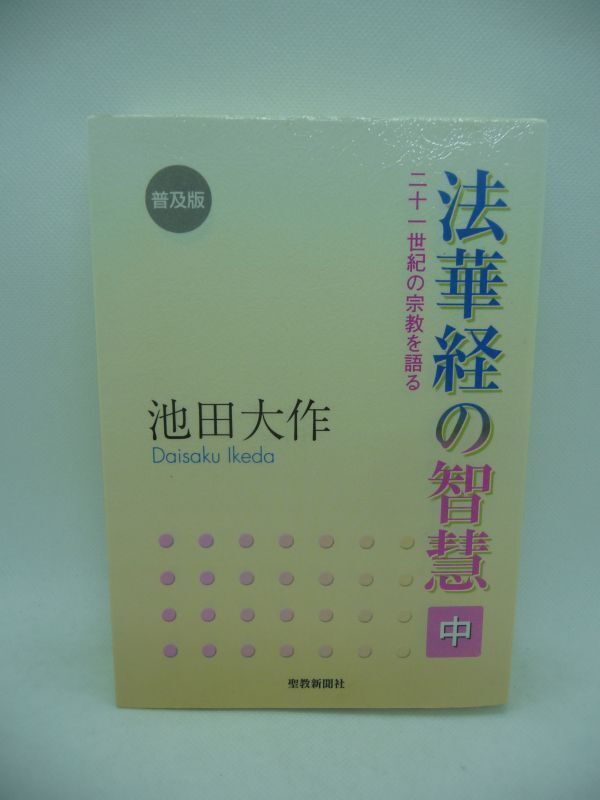 法華経の智慧
中
二十一世紀の宗教を語る
普及版
池田大作
Daisaku Ikeda
聖教新聞社